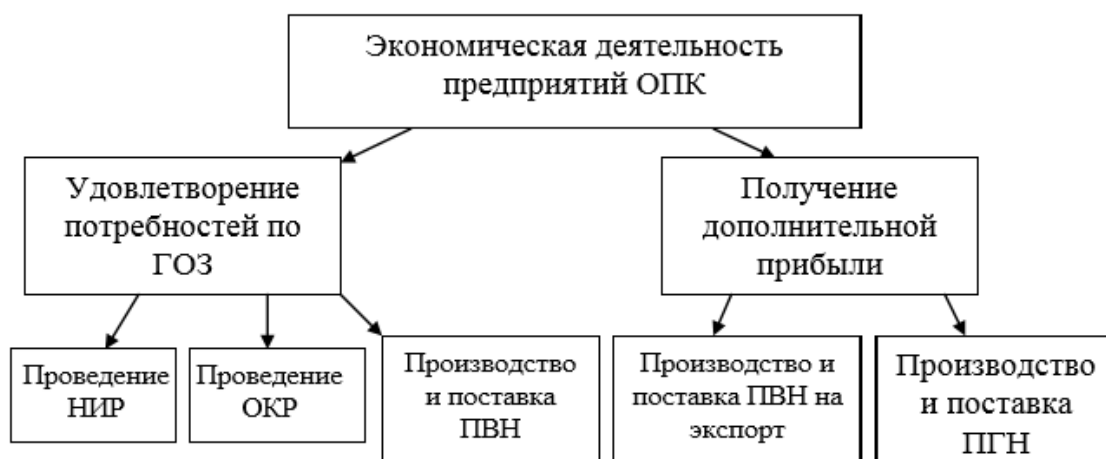 Экономическая деятельность
предприятий ОПК
Удовлетворение
потребностей по
ГОЗ
Получение
дополнительной
прибыли
Проведение
НИР
Проведение
ОКР
Производство
и поставка
ПВН
Производство и
поставка ПВН на
экспорт
Производство
и поставка
ПГН